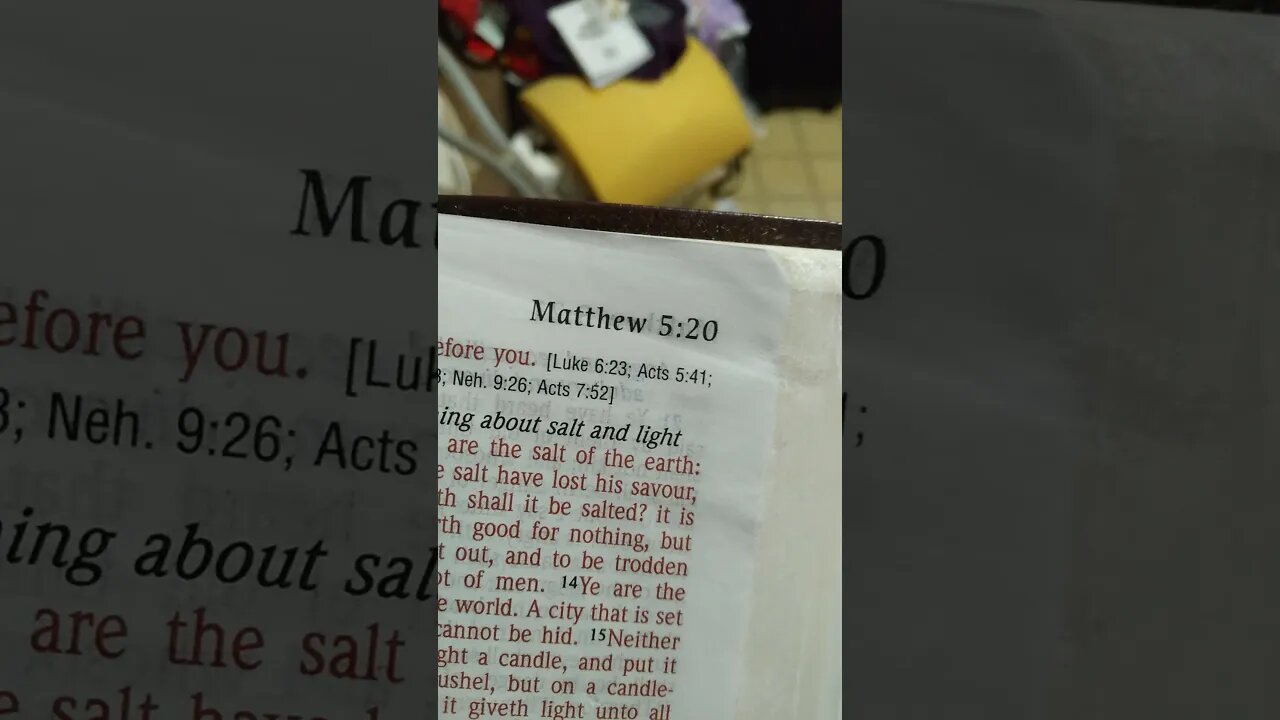 Matthew 5:20
efore you. [Luke 6:23; Acts 5:41;
8; Neh. 9:26; Acts 7:52]
ing about salt and light
are the salt of the earth:
e salt have lost his savour,
th shall it be salted? it is
rth good for nothing, but
t out, and to be trodden
ot of men. 14Ye are the
e world. A city that is set
cannot be hid. 15Neither
ght a candle, and put it
ushel, but on a candle-
it giveth light unto all